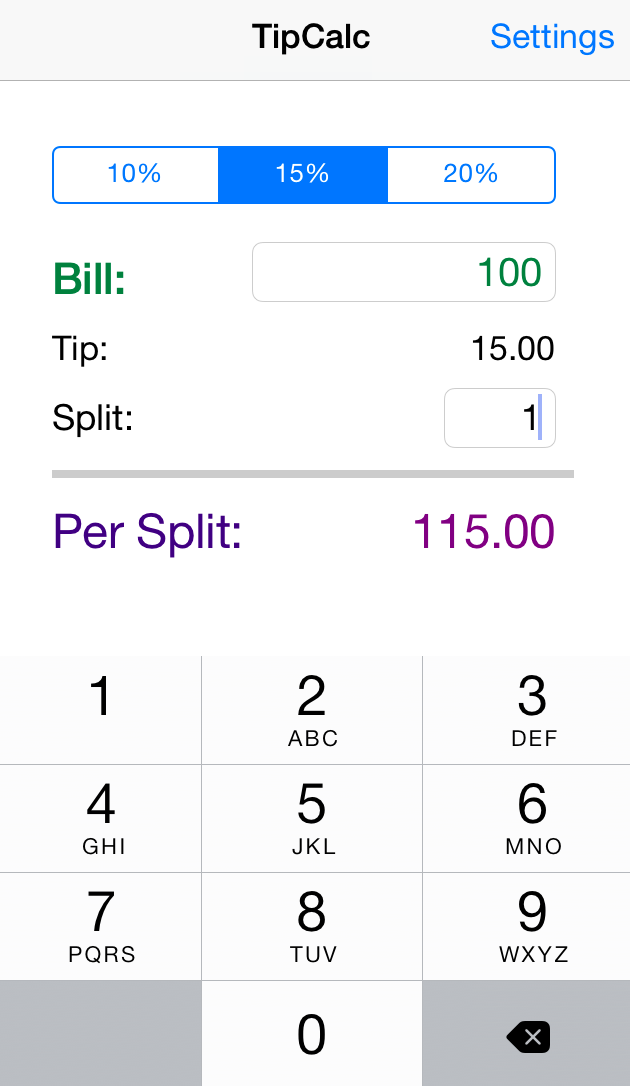 TipCalc Settings
10% 15% 20%
Bill: 100
Tip: 15.00
Split: 1
Per Split: 115.00
1 2 3
ABC DEF
4 5 6
GHI JKL MNO
7 8 9
PQRS TUV WXYZ
0